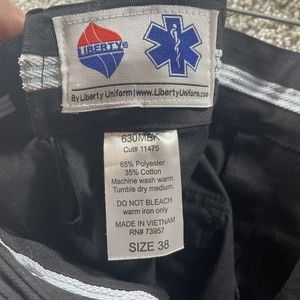 LIBERTY
By Liberty Uniform | www.LibertyUniform.com
630MBK
Cut# 11475
65% Polyester
35% Cotton
Machine wash warm.
Tumble dry medium.
DO NOT BLEACH
warm iron only
MADE IN VIETNAM
RN# 73957
SIZE 38